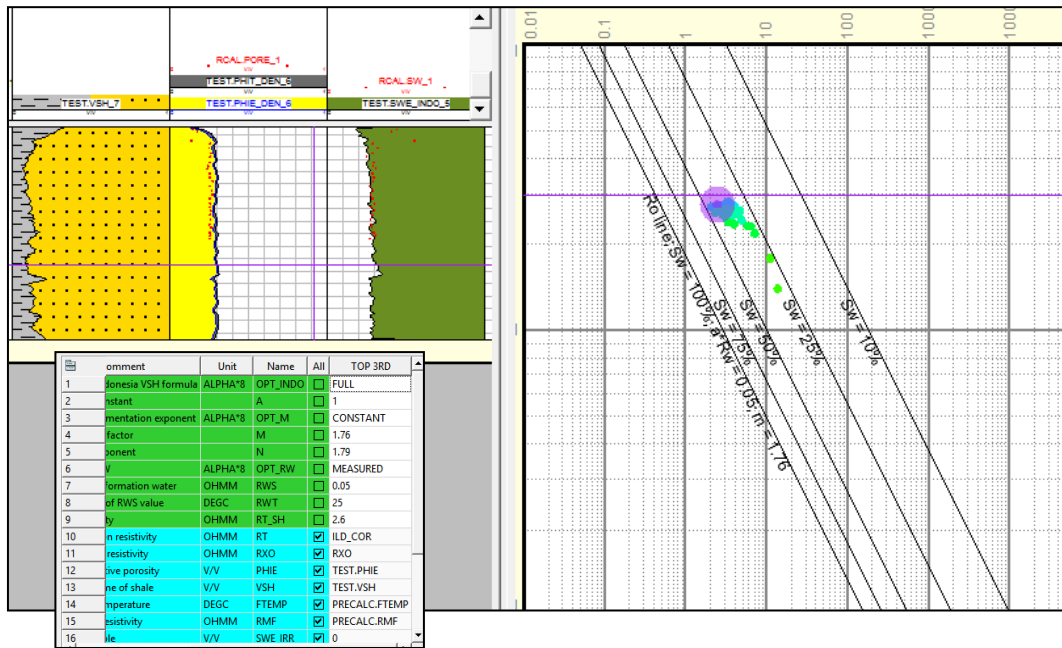 RCAL.PORE_1
V/V
TEST.PHIT_DEN_6
RCAL.SW_1
V/V
TEST.VSH_7
TEST.PHIE_DEN_6
TEST.SWE_INDO_5
V/V
V/V
V/V
0.01
0.1
1
10
100
1000
1000
Ro line; Sw = 100%; a*Rw = 0.05; m = 1.76
Sw = 75%
Sw = 50%
Sw = 25%
Sw = 10%
omment Unit Name All TOP 3RD
1 donesia VSH formula ALPHA*8 OPT_INDO FULL
2 nstant A 1
3 mentation exponent ALPHA*8 OPT_M CONSTANT
4 factor M 1.76
5 onent N 1.79
6 ALPHA*8 OPT_RW MEASURED
7 formation water OHMM RWS 0.05
8 of RWS value DEGC RWT 25
9 ty OHMM RT_SH 2.6
10 n resistivity OHMM RT ILD_COR
11 resistivity OHMM RXO RXO
12 tive porosity V/V PHIE TEST.PHIE
13 me of shale V/V VSH TEST.VSH
14 mperature DEGC FTEMP PRECALC.FTEMP
15 esistivity OHMM RMF PRECALC.RMF
16 le V/V SWE_IRR 0